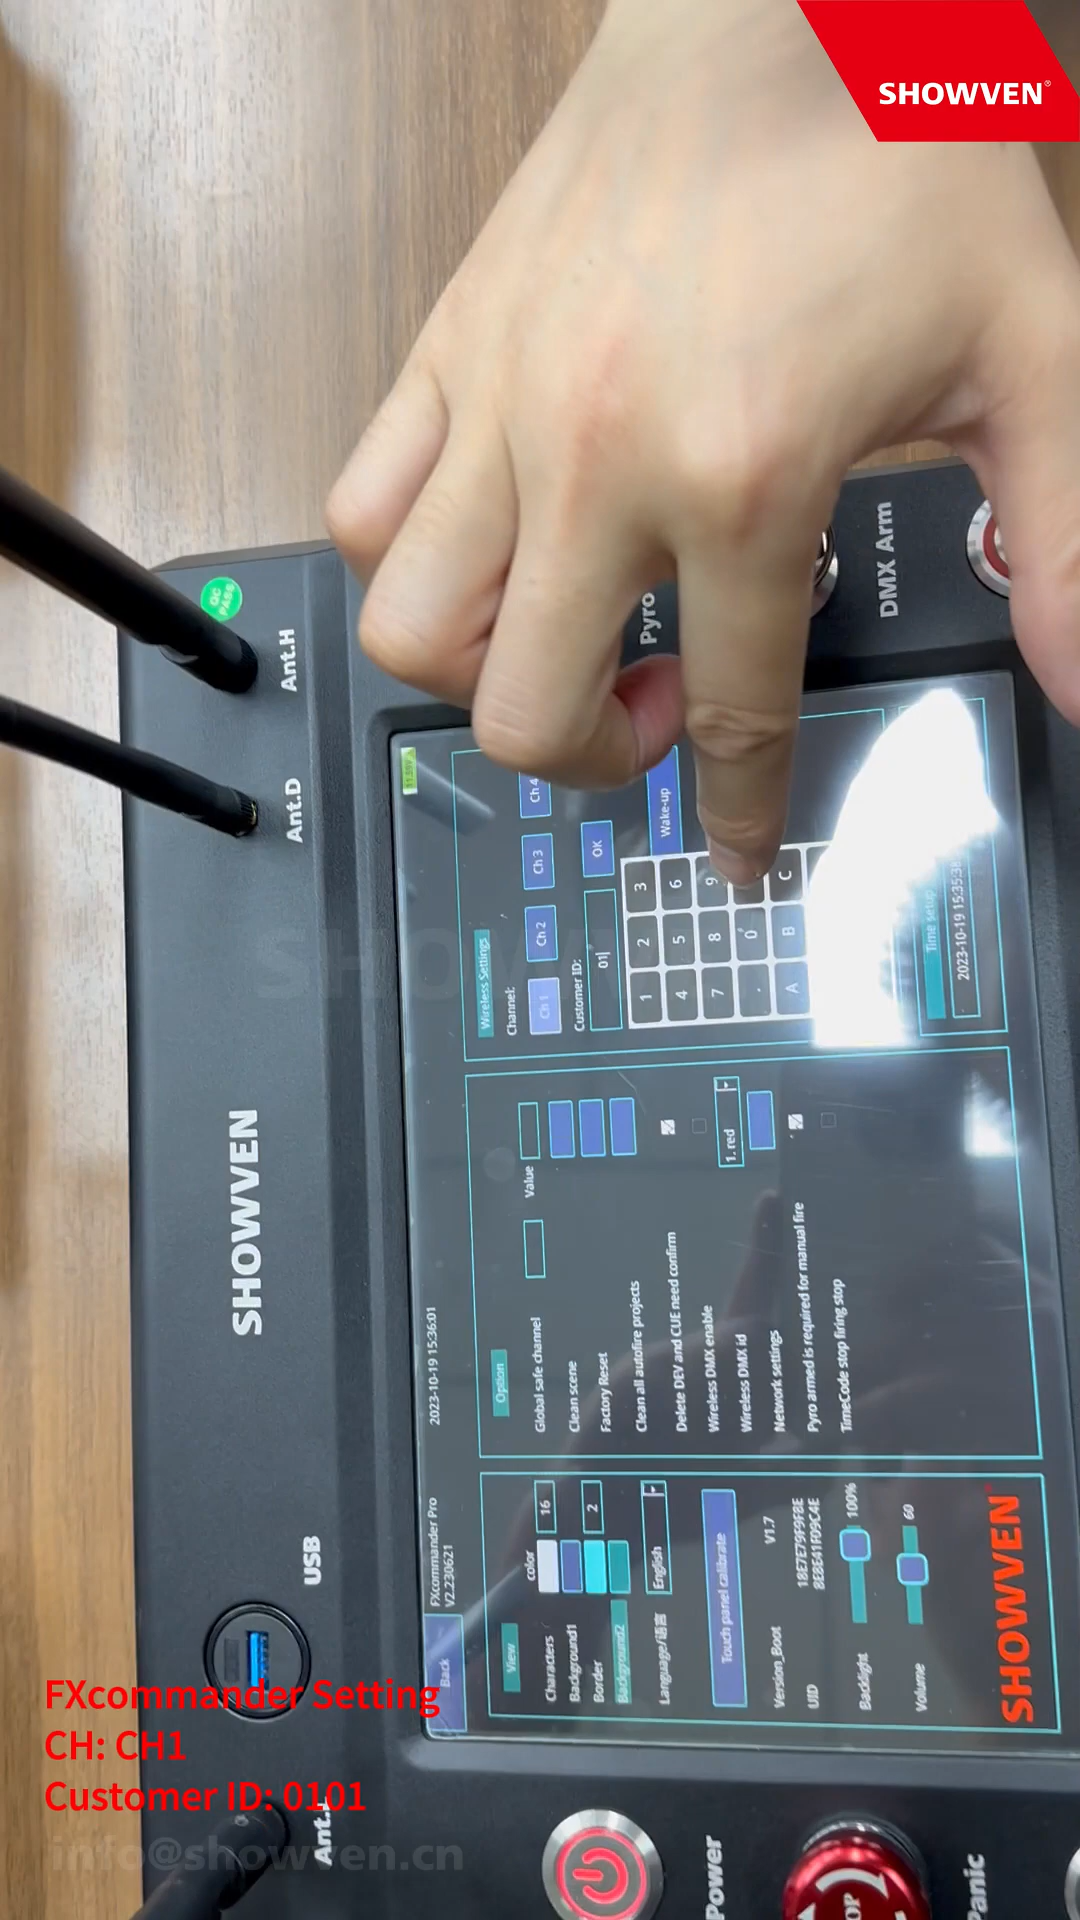 SHOWVEN®
QC PASS
Ant.H
Ant.D
SHOWVEN
USB
Pyro
DMX Arm
Back
FXcommander Pro
V2.230621
2023-10-19 15:36:01
View
color
Characters
16
Background1
Border
2
Background2
Language/语言
English
Touch panel calibrate
Version_Boot
V1.7
UID
Backlight
100%
Volume
60
SHOWVEN
Option
Value
Global safe channel
Clean scene
Factory Reset
Clean all autofire projects
Delete DEV and CUE need confirm
Wireless DMX enable
Wireless DMX id
1. red
Network settings
Pyro armed is required for manual fire
TimeCode stop firing stop
Wireless Settings
Channel:
Ch 1
Ch 2
Ch 3
Ch 4
Customer ID:
01
OK
Wake-up
1 2 3
4 5 6
7 8 9
. 0
A B C
Time setup
2023-10-19 15:35:38
SHOWVEN
FXcommander Setting
CH: CH1
Customer ID: 0101
info@showven.cn
Power
Panic